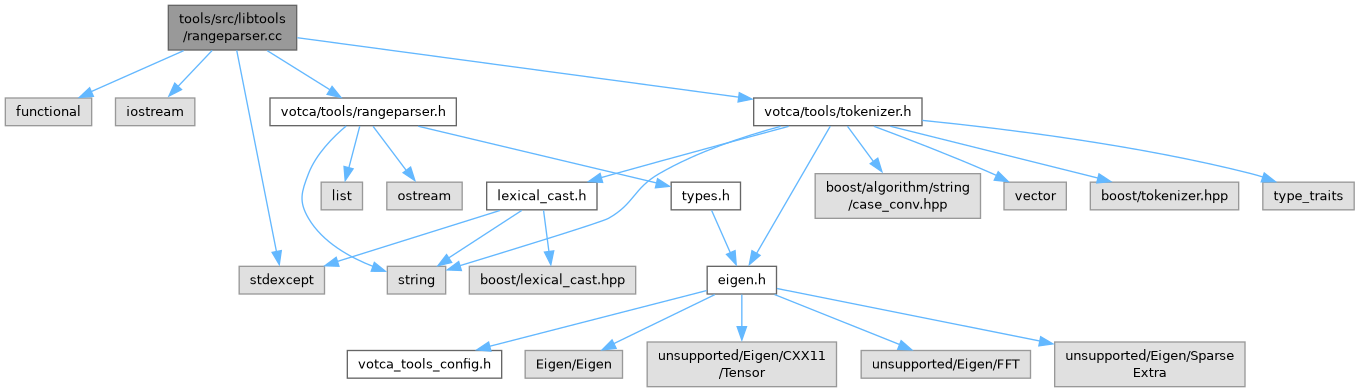 tools/src/libtools
/rangeparser.cc
functional
iostream
votca/tools/rangeparser.h
votca/tools/tokenizer.h
list
ostream
lexical_cast.h
types.h
boost/algorithm/string
/case_conv.hpp
vector
boost/tokenizer.hpp
type_traits
stdexcept
string
boost/lexical_cast.hpp
eigen.h
votca_tools_config.h
Eigen/Eigen
unsupported/Eigen/CXX11
/Tensor
unsupported/Eigen/FFT
unsupported/Eigen/Sparse
Extra